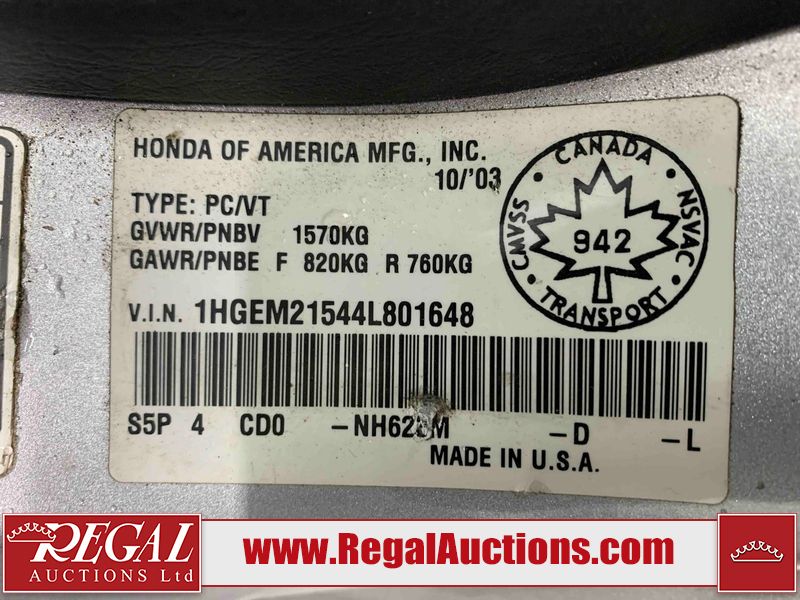 HONDA OF AMERICA MFG., INC.
10/'03
TYPE: PC/VT
GVWR/PNBV 1570KG
GAWR/PNBE F 820KG R 760KG
V.I.N. 1HGEM21544L801648
CANADA
CMVSS 942 NSVAC
TRANSPORT
S5P 4 CD0 -D -L
MADE IN U.S.A.
REGAL
AUCTIONS Ltd
www.RegalAuctions.com